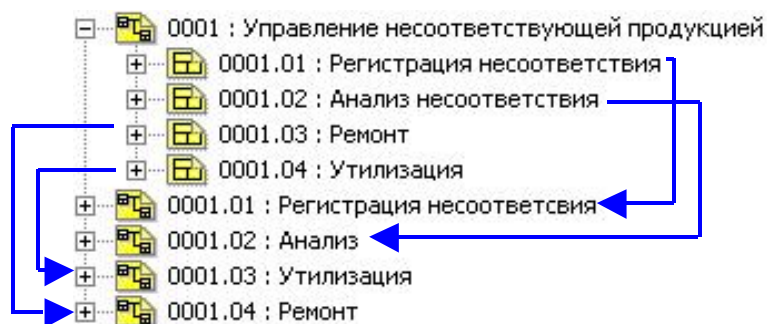 0001 : Управление несоответствующей продукцией
0001.01 : Регистрация несоответствия
0001.02 : Анализ несоответствия
0001.03 : Ремонт
0001.04 : Утилизация
0001.01 : Регистрация несоответсвия
0001.02 : Анализ
0001.03 : Утилизация
0001.04 : Ремонт